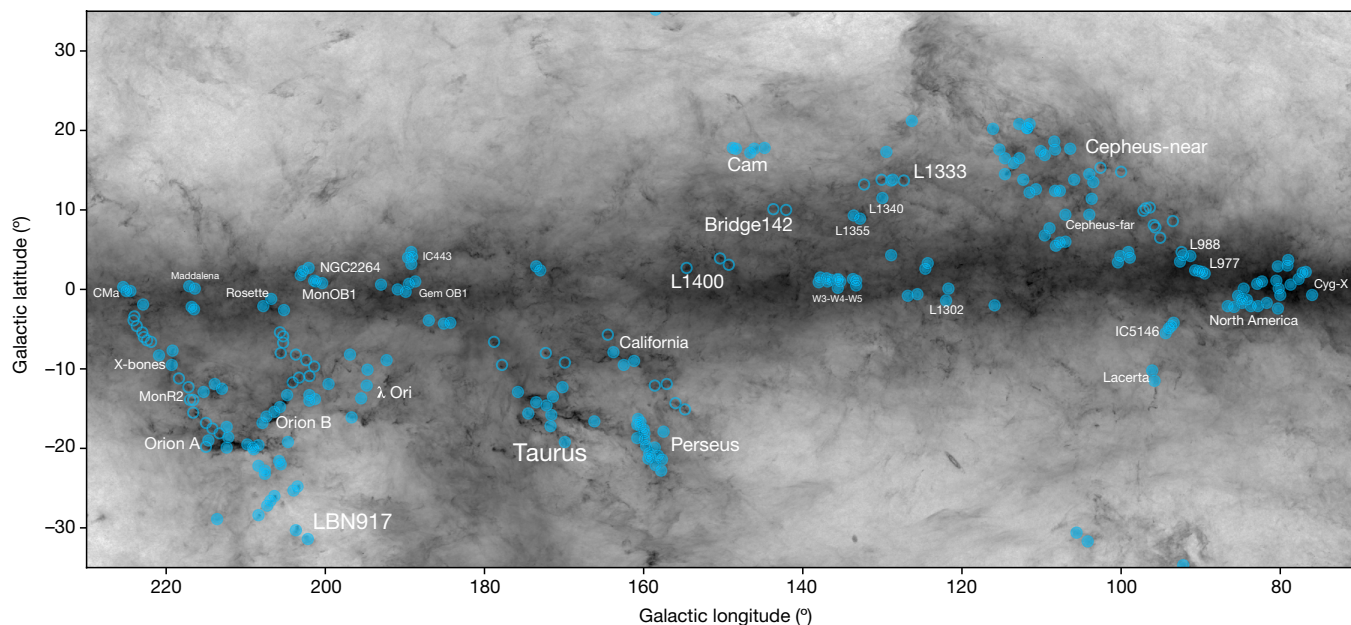 Galactic latitude (º)
30
20
10
0
−10
−20
−30
Cam
Cepheus-near
L1333
L1340
Bridge142
L1355
Cepheus-far
IC443
NGC2264
Maddalena
L988
L977
L1400
CMa
Rosette
MonOB1
Gem OB1
W3-W4-W5
L1302
Cyg-X
North America
IC5146
California
X-bones
Lacerta
MonR2
λ Ori
Orion B
Orion A
Taurus
Perseus
LBN917
220
200
180
160
140
120
100
80
Galactic longitude (º)